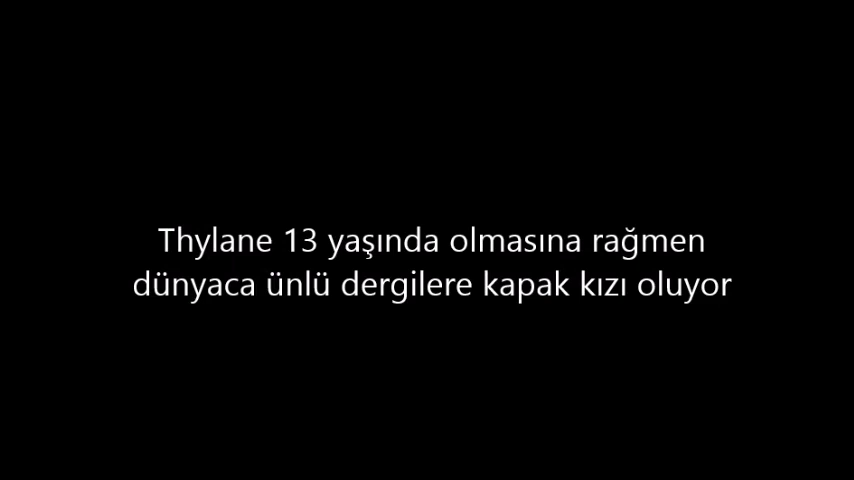 Thylane 13 yaşında olmasına rağmen
dünyaca ünlü dergilere kapak kızı oluyor